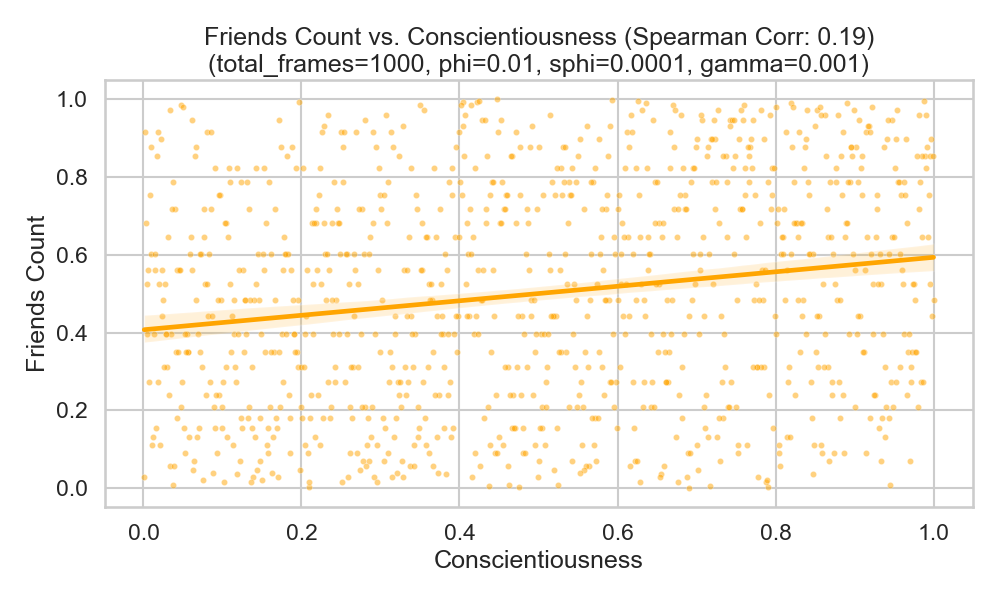 Friends Count vs. Conscientiousness (Spearman Corr: 0.19)
(total_frames=1000, phi=0.01, sphi=0.0001, gamma=0.001)
1.0
0.8
0.6
0.4
0.2
0.0
Friends Count
0.0 0.2 0.4 0.6 0.8 1.0
Conscientiousness